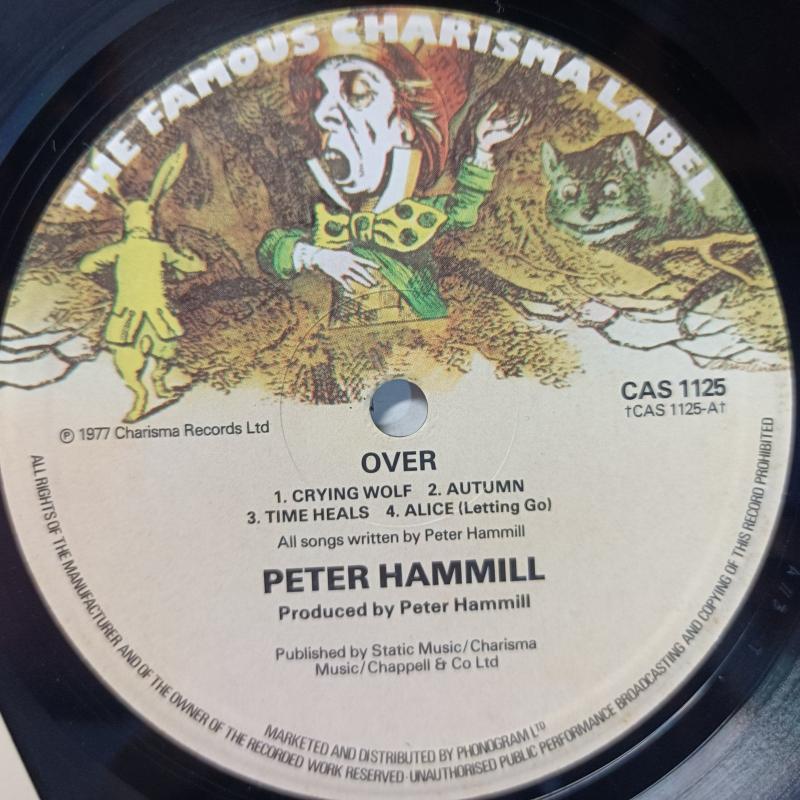 THE FAMOUS CHARISMA LABEL
CAS 1125
†CAS 1125-A†
Ⓟ 1977 Charisma Records Ltd
OVER
1. CRYING WOLF 2. AUTUMN
3. TIME HEALS 4. ALICE (Letting Go)
All songs written by Peter Hammill
PETER HAMMILL
Produced by Peter Hammill
Published by Static Music/Charisma
Music/Chappell & Co Ltd
MARKETED AND DISTRIBUTED BY PHONOGRAM LTD
ALL RIGHTS OF THE MANUFACTURER AND OF THE OWNER OF THE RECORDED WORK RESERVED·UNAUTHORISED PUBLIC PERFORMANCE BROADCASTING AND COPYING OF THIS RECORD PROHIBITED